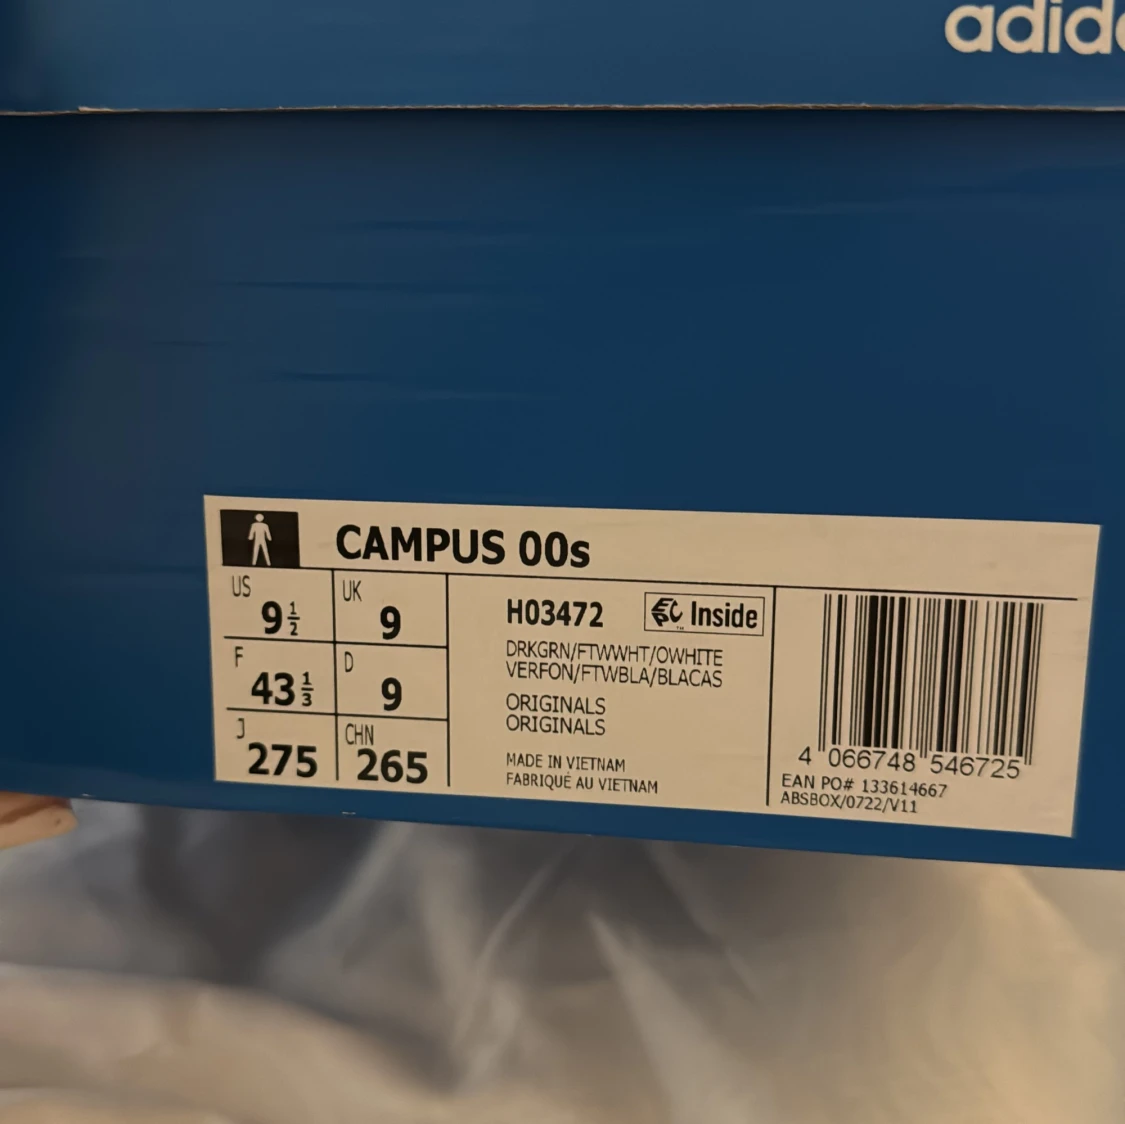 adida
CAMPUS 00s
US 9½ UK 9
F 43⅓ D 9
J 275 CHN 265
H03472 Inside
DRKGRN/FTWWHT/OWHITE
VERFON/FTWBLA/BLACAS
ORIGINALS
ORIGINALS
MADE IN VIETNAM
FABRIQUÉ AU VIETNAM
4 066748 546725
EAN PO# 133614667
ABSBOX/0722/V11